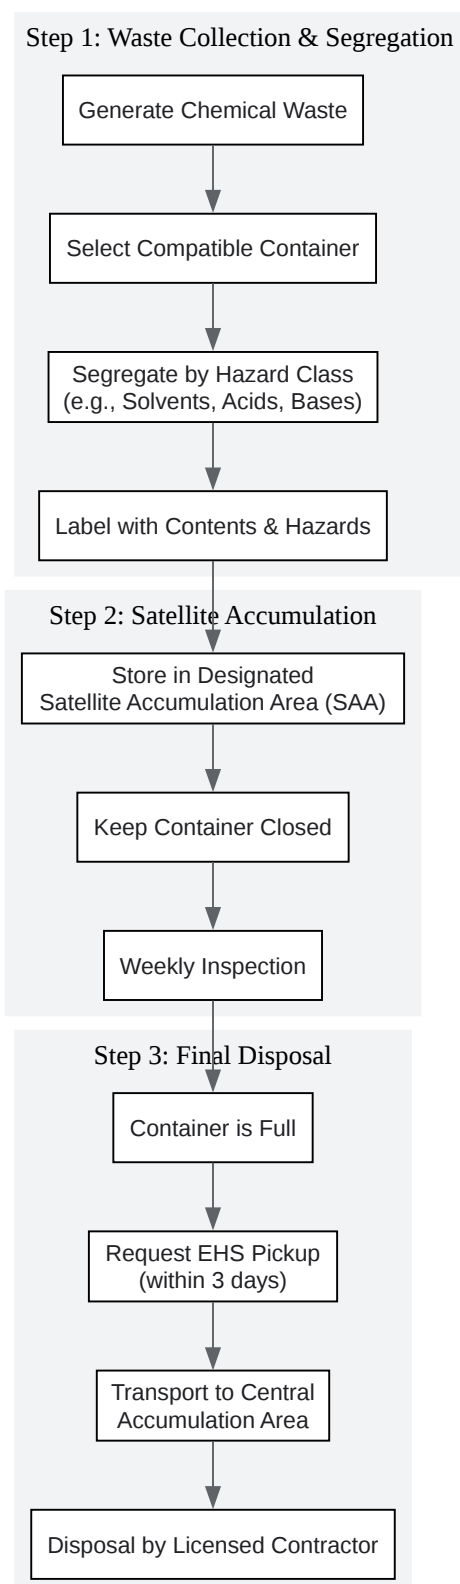 Step 1: Waste Collection & Segregation
Generate Chemical Waste
Select Compatible Container
Segregate by Hazard Class
(e.g., Solvents, Acids, Bases)
Label with Contents & Hazards
Step 2: Satellite Accumulation
Store in Designated
Satellite Accumulation Area (SAA)
Keep Container Closed
Weekly Inspection
Step 3: Final Disposal
Container is Full
Request EHS Pickup
(within 3 days)
Transport to Central
Accumulation Area
Disposal by Licensed Contractor